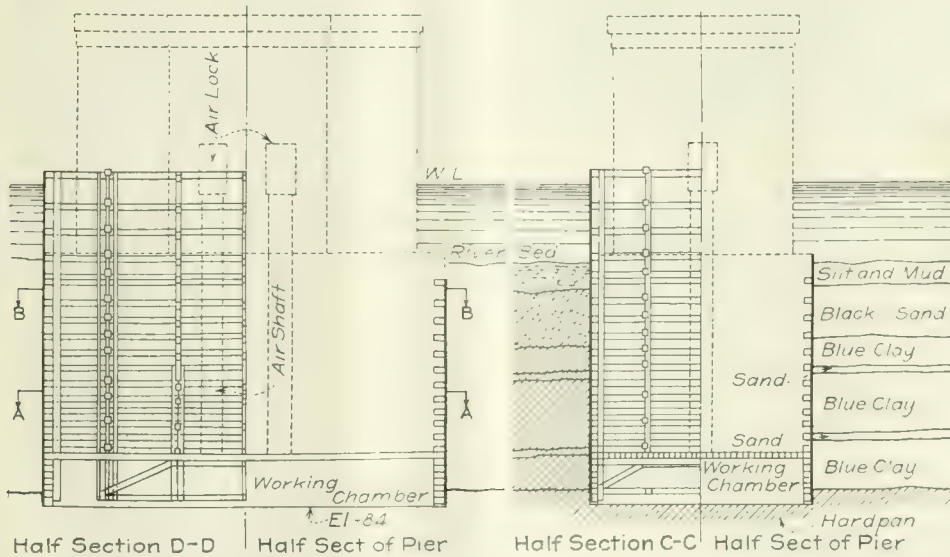 Air Lock
W L
River Bed
Silt and Mud
B
B
Black Sand
Air Shaft
Blue Clay
Sand
A
A
Blue Clay
Sand
Working
Chamber
Working
Chamber
Blue Clay
El-84
Hardpan
Half Section D-D
Half Sect of Pier
Half Section C-C
Half Sect of Pier